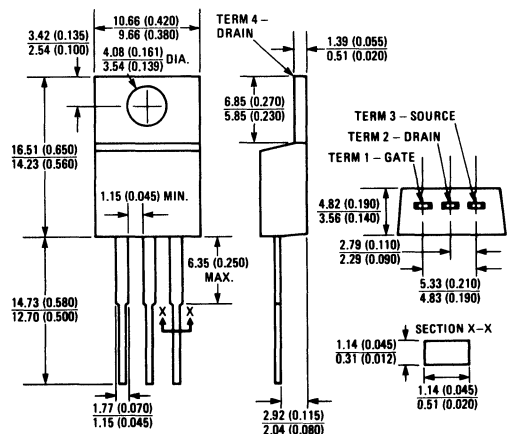 10.66 (0.420)
9.66 (0.380)
3.42 (0.135)
2.54 (0.100)
4.08 (0.161)
3.54 (0.139)
DIA.
TERM 4 –
DRAIN
1.39 (0.055)
0.51 (0.020)
6.85 (0.270)
5.85 (0.230)
16.51 (0.650)
14.23 (0.560)
1.15 (0.045) MIN.
TERM 3 – SOURCE
TERM 2 – DRAIN
TERM 1 – GATE
4.82 (0.190)
3.56 (0.140)
2.79 (0.110)
2.29 (0.090)
5.33 (0.210)
4.83 (0.190)
6.35 (0.250)
MAX.
14.73 (0.580)
12.70 (0.500)
X X
SECTION X–X
1.14 (0.045)
0.31 (0.012)
1.14 (0.045)
0.51 (0.020)
1.77 (0.070)
1.15 (0.045)
2.92 (0.115)
2.04 (0.080)